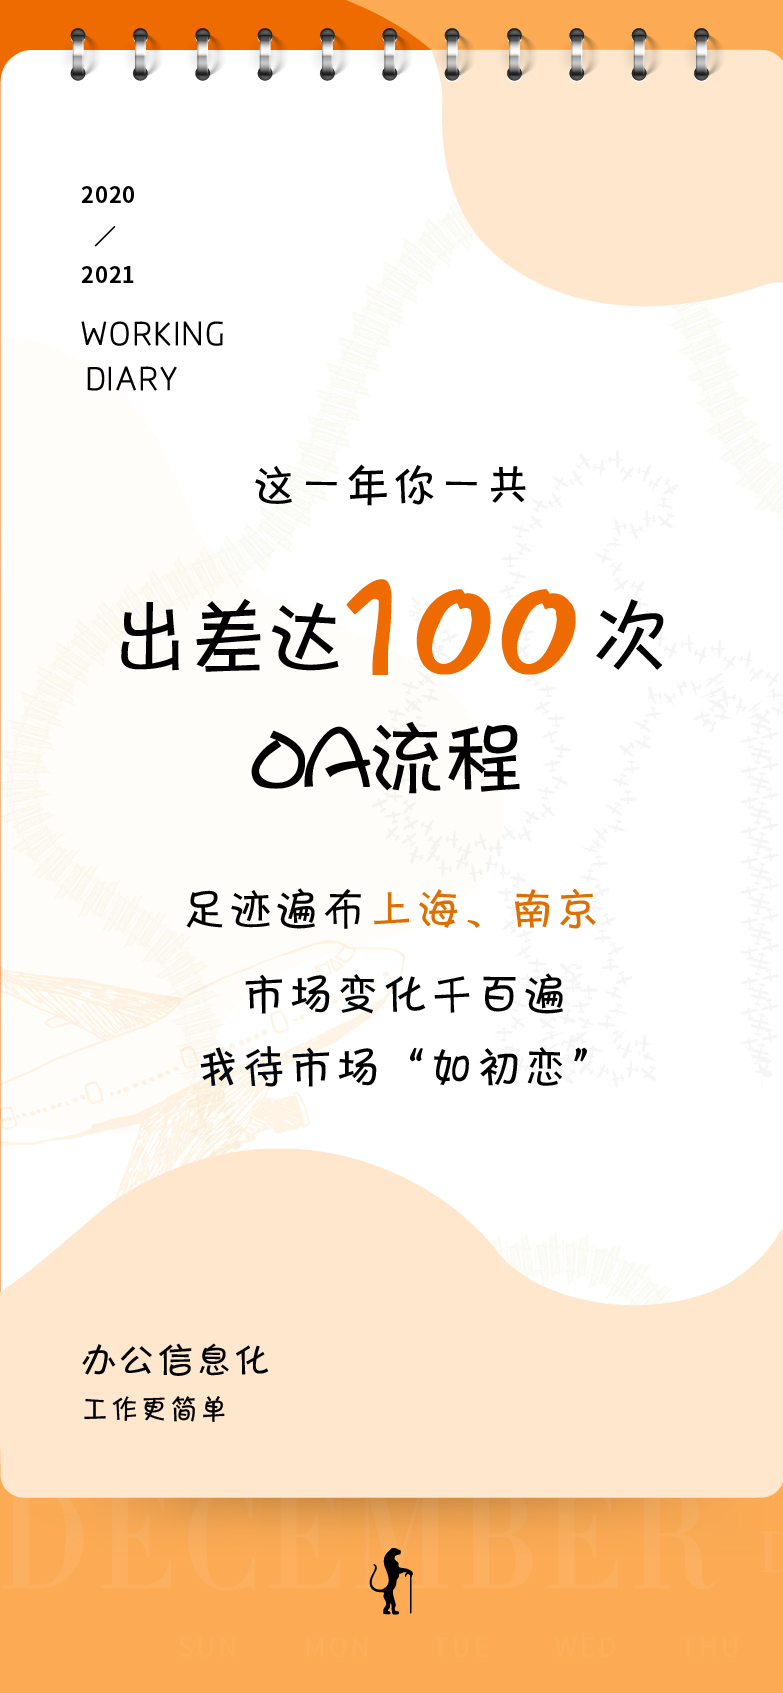 2020
/
2021
WORKING
DIARY
这一年你一共
出差达100次
OA流程
足迹遍布上海、南京
市场变化千百遍
我待市场“如初恋”
办公信息化
工作更简单
DECEMBER
SUN MON TUE WED THU